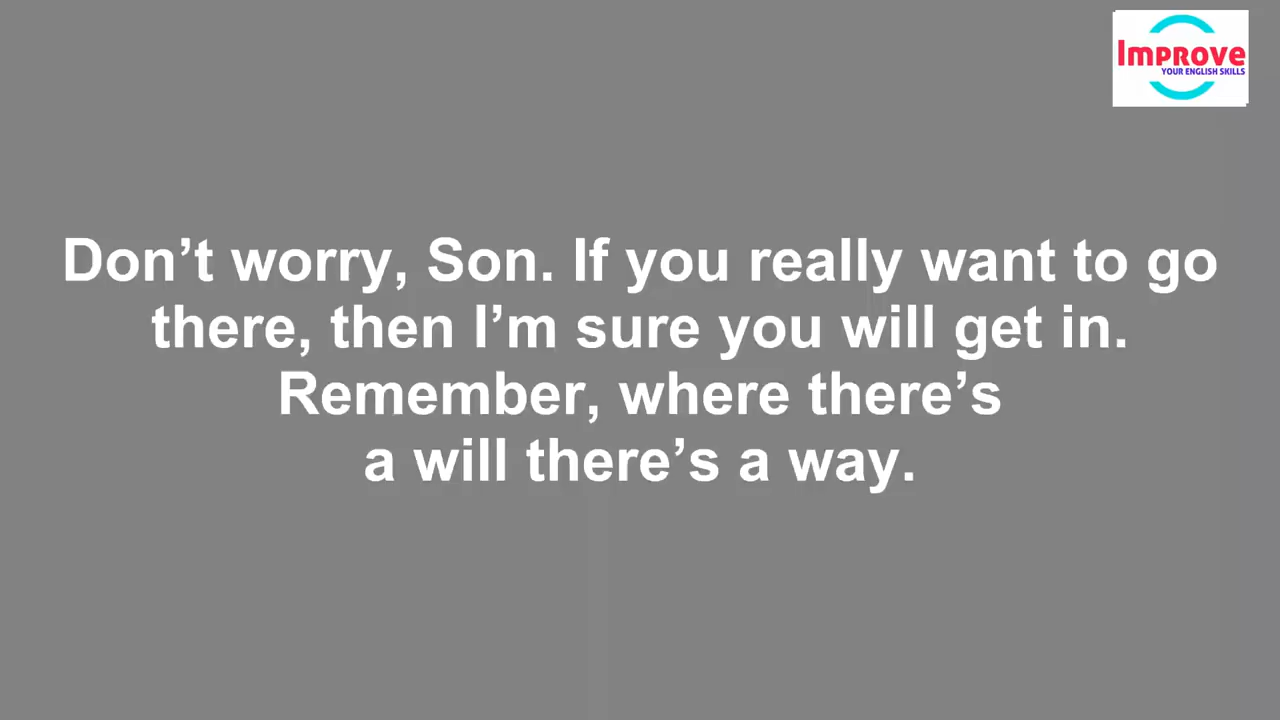 Improve
YOUR ENGLISH SKILLS
Don’t worry, Son. If you really want to go
there, then I’m sure you will get in.
Remember, where there’s
a will there’s a way.